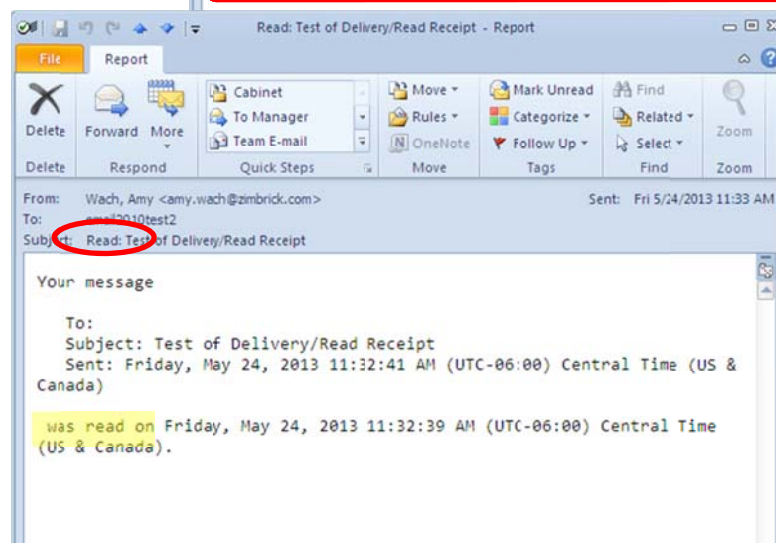 Read: Test of Delivery/Read Receipt - Report
File Report
Cabinet Move Mark Unread Find
To Manager Rules Categorize Related
Delete Forward More Team E-mail OneNote Follow Up Select Zoom
Delete Respond Quick Steps Move Tags Find Zoom
From: Wach, Amy <amy.wach@zimbrick.com> Sent: Fri 5/24/2013 11:33 AM
To: email2010test2
Subject: Read: Test of Delivery/Read Receipt
Your message
To:
Subject: Test of Delivery/Read Receipt
Sent: Friday, May 24, 2013 11:32:41 AM (UTC-06:00) Central Time (US &
Canada)
was read on Friday, May 24, 2013 11:32:39 AM (UTC-06:00) Central Time
(US & Canada).